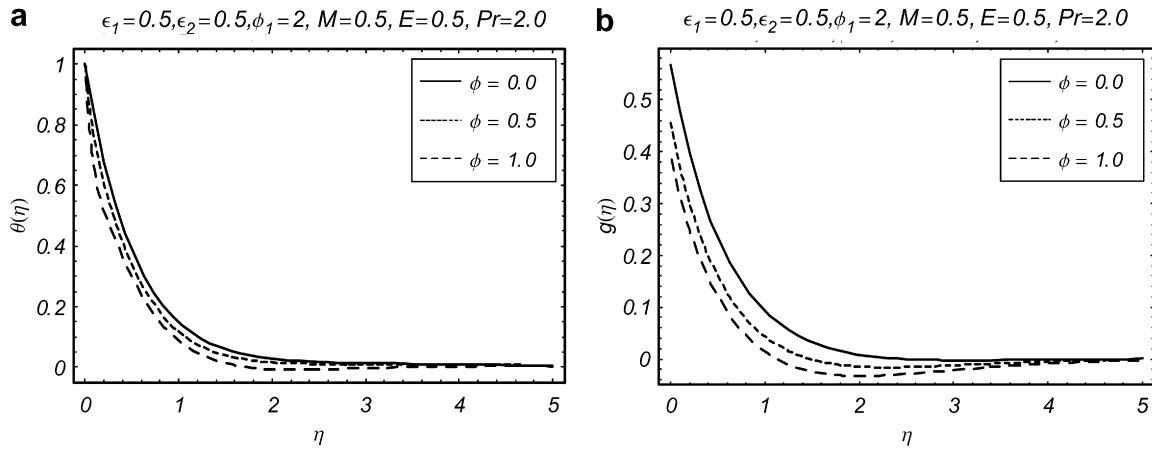 a
ϵ1=0.5,ϵ2=0.5,ϕ1=2, M=0.5, E=0.5, Pr=2.0
ϕ = 0.0
ϕ = 0.5
ϕ = 1.0
1
0.8
0.6
0.4
0.2
0
θ(η)
0 1 2 3 4 5
η
b
ϵ1=0.5,ϵ2=0.5,ϕ1=2, M=0.5, E=0.5, Pr=2.0
ϕ = 0.0
ϕ = 0.5
ϕ = 1.0
0.5
0.4
0.3
0.2
0.1
0
g(η)
0 1 2 3 4 5
η